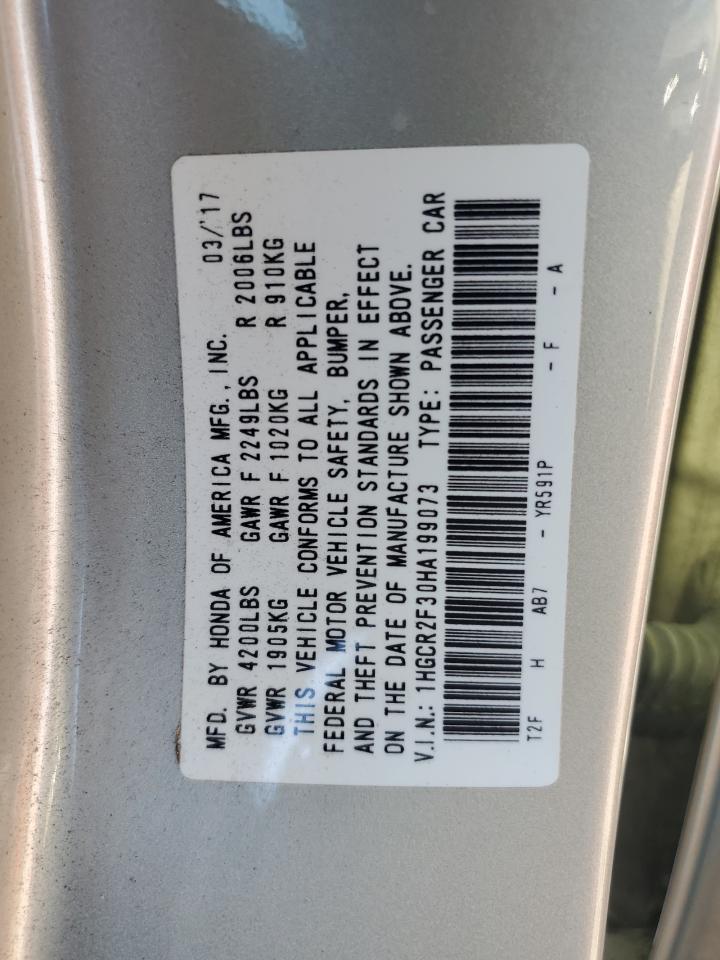 MFD. BY HONDA OF AMERICA MFG., INC. 03/'17
GVWR 4200LBS GAWR F 2249LBS R 2006LBS
GVWR 1905KG GAWR F 1020KG R 910KG
THIS VEHICLE CONFORMS TO ALL APPLICABLE
FEDERAL MOTOR VEHICLE SAFETY, BUMPER,
AND THEFT PREVENTION STANDARDS IN EFFECT
ON THE DATE OF MANUFACTURE SHOWN ABOVE.
V.I.N.: 1HGCR2F30HA199073 TYPE: PASSENGER CAR
T2F H AB7 - YR591P - F - A